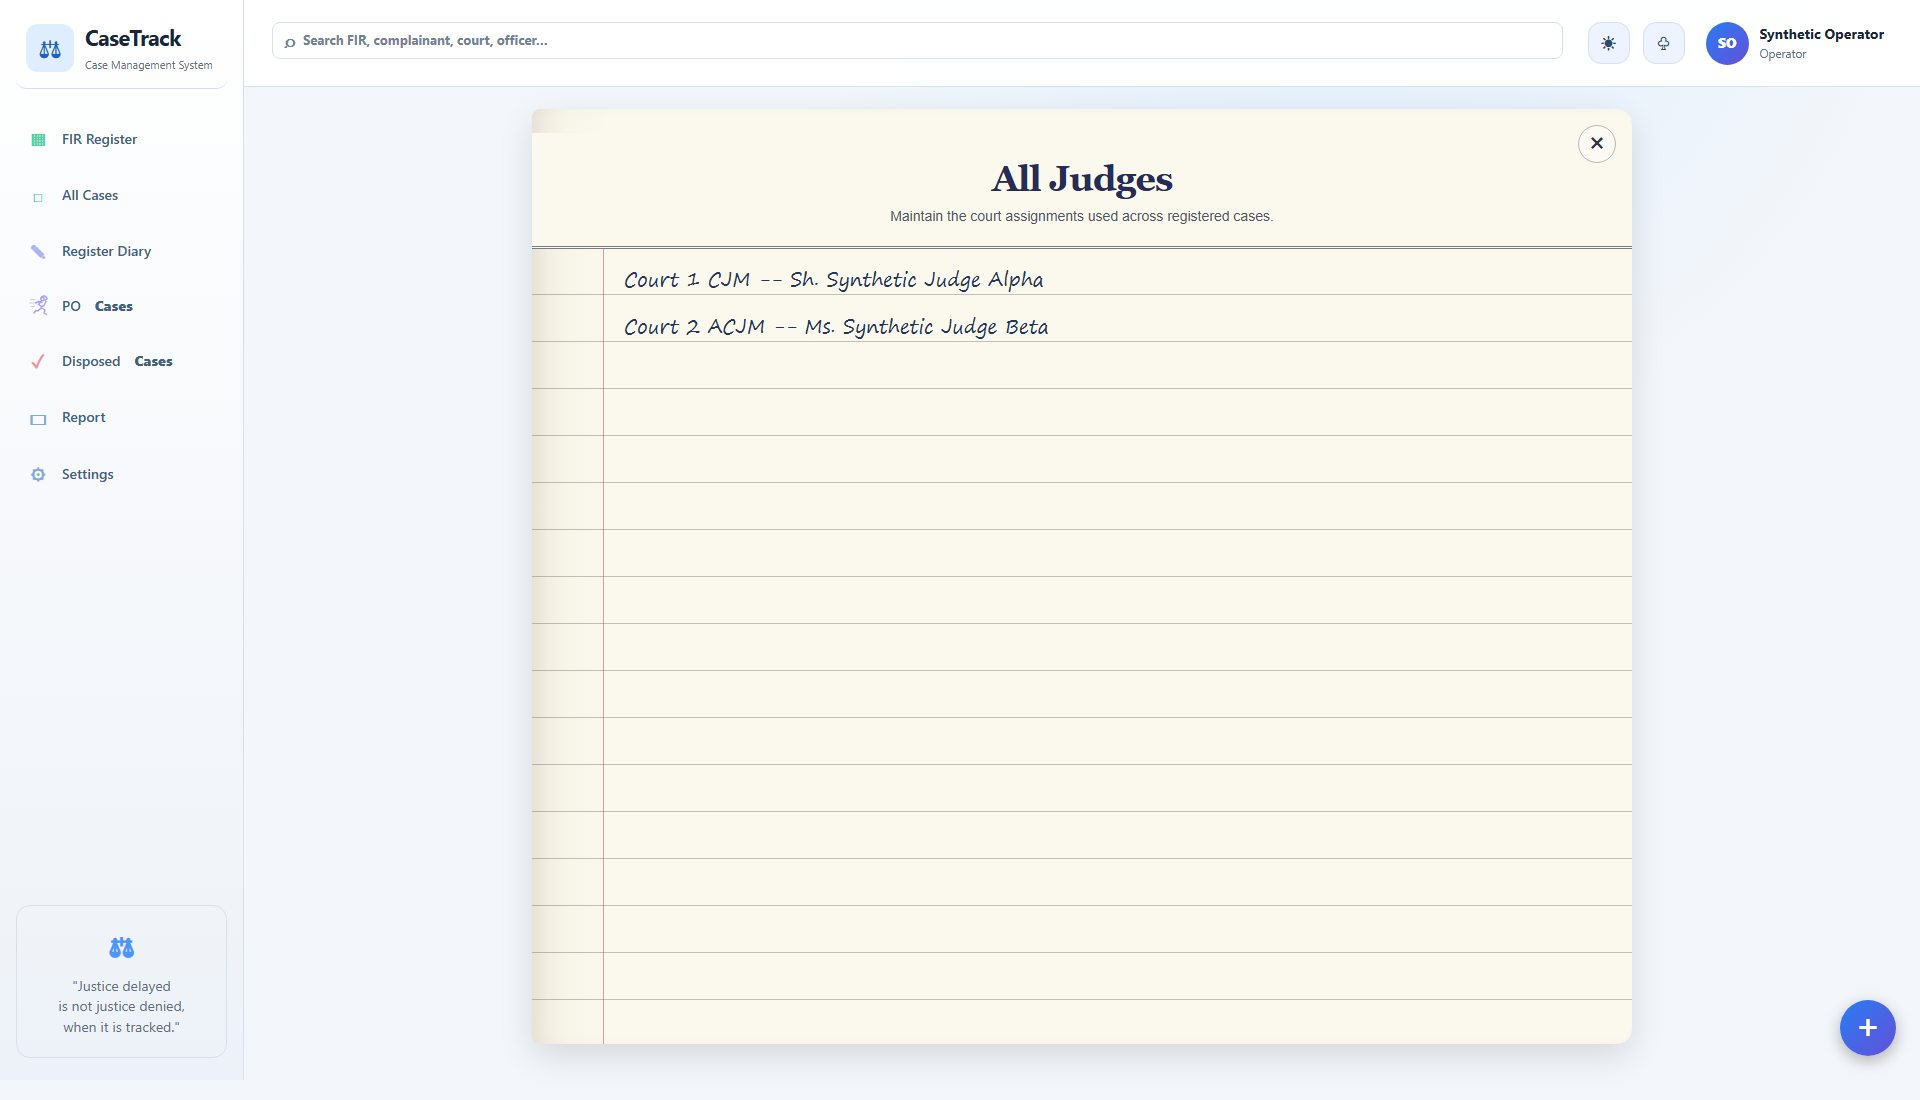 CaseTrack
Case Management System
Search FIR, complainant, court, officer...
SO
Synthetic Operator
Operator
FIR Register
All Cases
Register Diary
PO Cases
Disposed Cases
Report
Settings
"Justice delayed
is not justice denied,
when it is tracked."
All Judges
Maintain the court assignments used across registered cases.
Court 1 CJM -- Sh. Synthetic Judge Alpha
Court 2 ACJM -- Ms. Synthetic Judge Beta